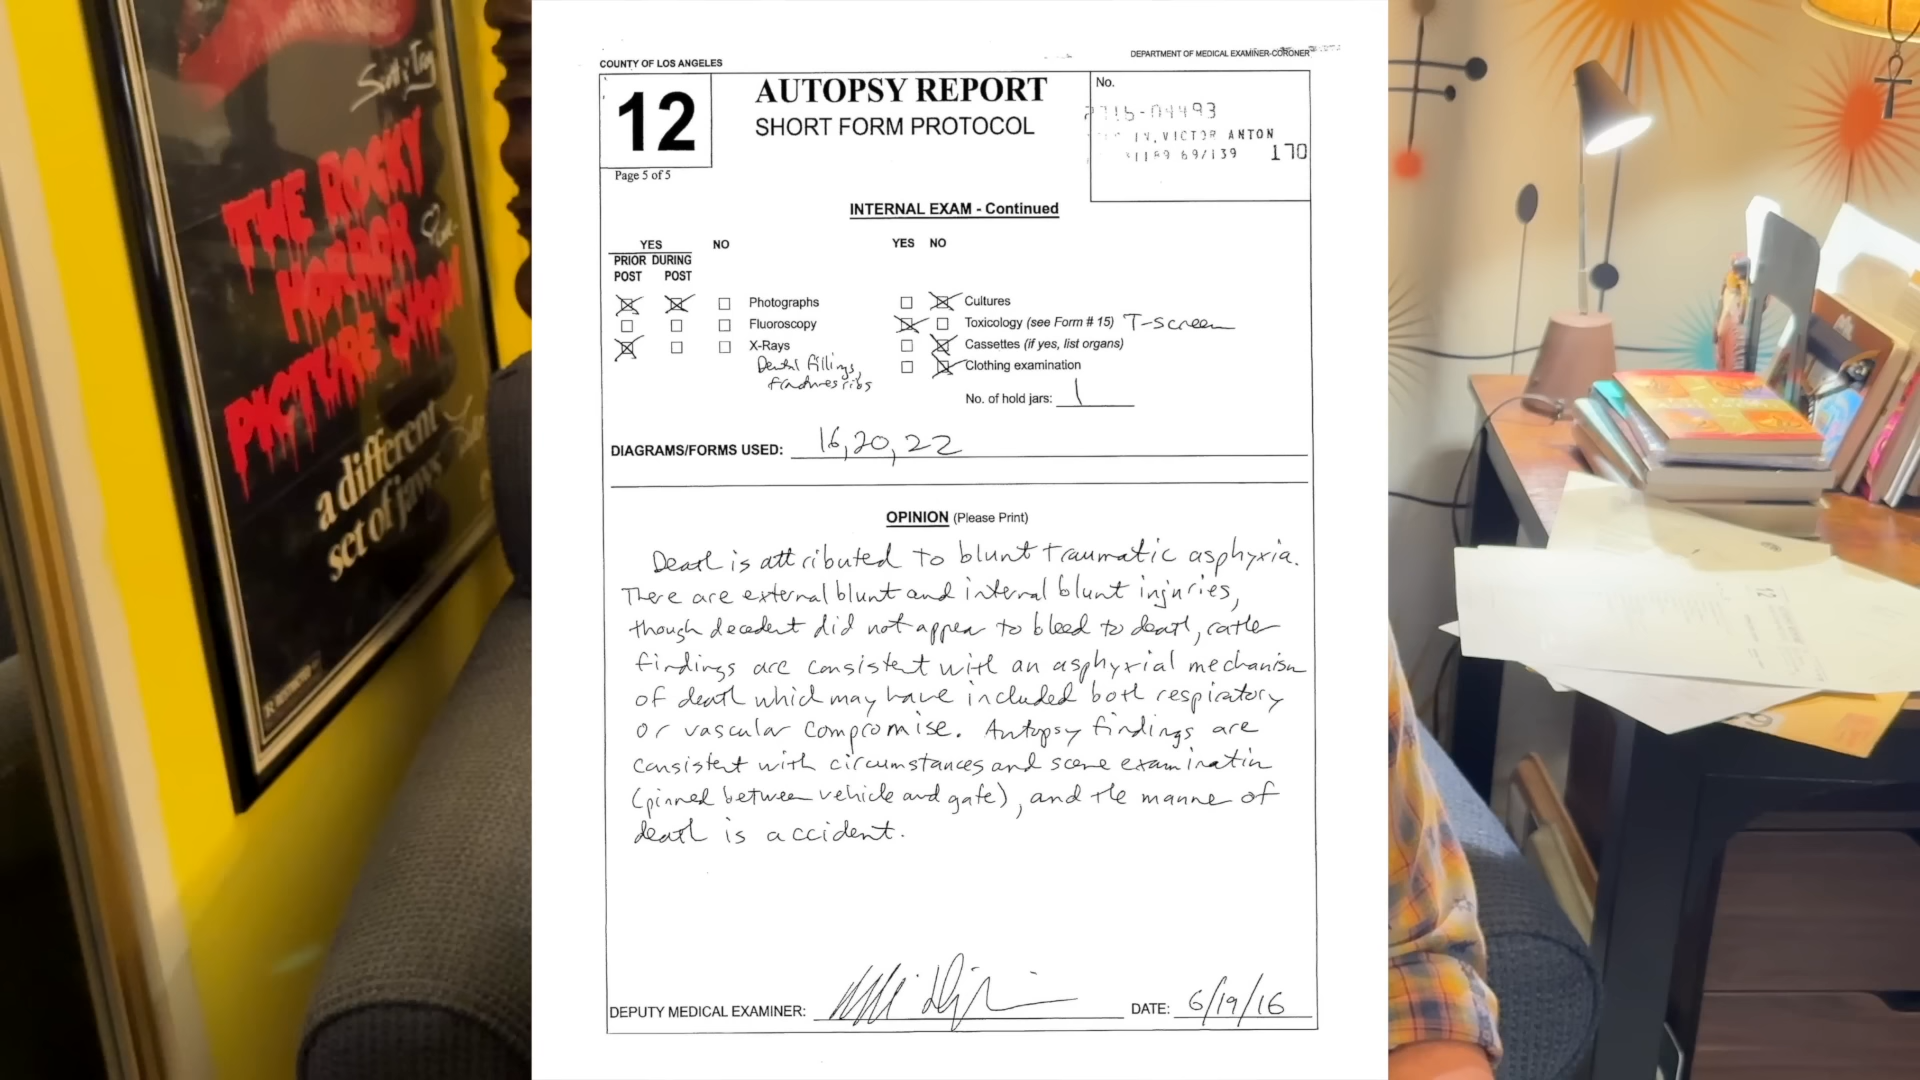 THE ROCKY
HORROR
PICTURE SHOW
a different
set of jaws
COUNTY OF LOS ANGELES
DEPARTMENT OF MEDICAL EXAMINER-CORONER
12
AUTOPSY REPORT
SHORT FORM PROTOCOL
No.
16-04493
VICTOR ANTON
69/139 170
Page 5 of 5
INTERNAL EXAM - Continued
YES NO
YES NO
PRIOR DURING
POST POST
Photographs
Cultures
Fluoroscopy
Toxicology (see Form # 15) T-screen
X-Rays
Cassettes (if yes, list organs)
Dental fillings,
Clothing examination
fractures ribs
No. of hold jars: 1
DIAGRAMS/FORMS USED: 16, 20, 22
OPINION (Please Print)
Death is attributed to blunt traumatic asphyxia.
There are external blunt and internal blunt injuries,
though decedent did not appear to bleed to death, rather
findings are consistent with an asphyxial mechanism
of death which may have included both respiratory
or vascular compromise. Autopsy findings are
consistent with circumstances and scene examination
(pinned between vehicle and gate), and the manner of
death is accident.
DEPUTY MEDICAL EXAMINER:
DATE: 6/19/16